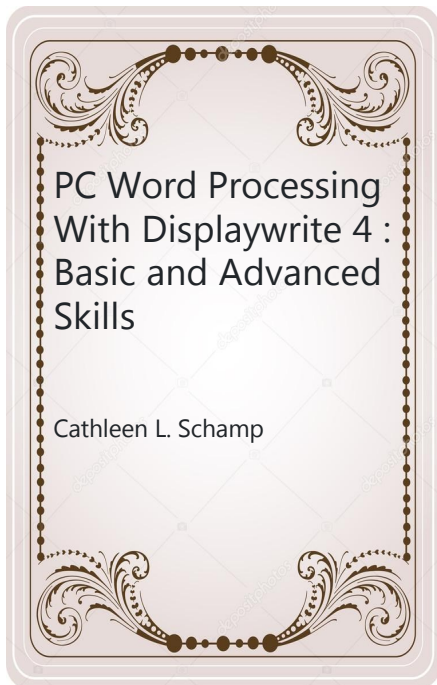 PC Word Processing
With Displaywrite 4 :
Basic and Advanced
Skills
Cathleen L. Schamp